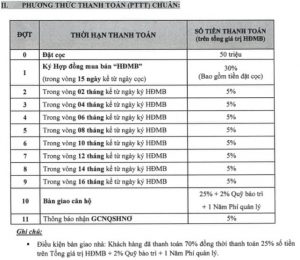 II. PHƯƠNG THỨC THANH TOÁN (PTTT) CHUẨN:
ĐỢT THỜI HẠN THANH TOÁN SỐ TIỀN THANH TOÁN
(trên tổng giá trị HĐMB)
0 Đặt cọc 50 triệu
1 Ký Hợp đồng mua bán "HĐMB" 30%
(trong vòng 15 ngày kể từ ngày cọc) (Bao gồm tiền đặt cọc)
2 Trong vòng 02 tháng kể từ ngày ký HĐMB 5%
3 Trong vòng 04 tháng kể từ ngày ký HĐMB 5%
4 Trong vòng 06 tháng kể từ ngày ký HĐMB 5%
5 Trong vòng 08 tháng kể từ ngày ký HĐMB 5%
6 Trong vòng 10 tháng kể từ ngày ký HĐMB 5%
7 Trong vòng 12 tháng kể từ ngày ký HĐMB 5%
8 Trong vòng 14 tháng kể từ ngày ký HĐMB 5%
9 Trong vòng 16 tháng kể từ ngày ký HĐMB 5%
10 Bàn giao căn hộ 25% + 2% Quỹ bảo trì
+ 1 Năm Phí quản lý
11 Thông báo nhận GCNQSHNƠ 5%
Ghi chú:
• Điều kiện bàn giao nhà: Khách hàng đã thanh toán 70% đồng thời thanh toán 25% số tiền
trên Tổng giá trị HĐMB + 2% Quỹ bảo trì + 1 Năm Phí quản lý.